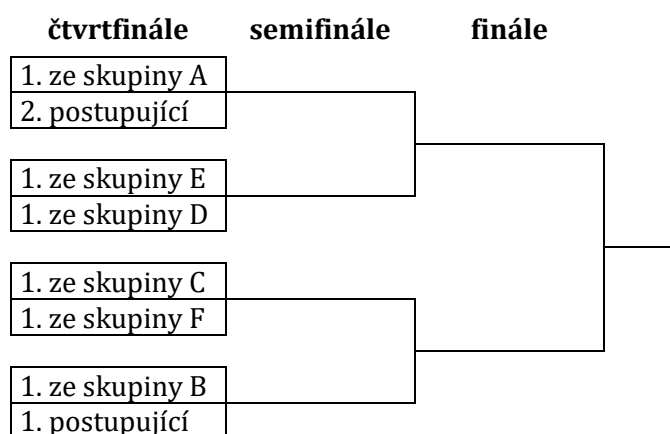 čtvrtfinále semifinále finále
1. ze skupiny A
2. postupující
1. ze skupiny E
1. ze skupiny D
1. ze skupiny C
1. ze skupiny F
1. ze skupiny B
1. postupující